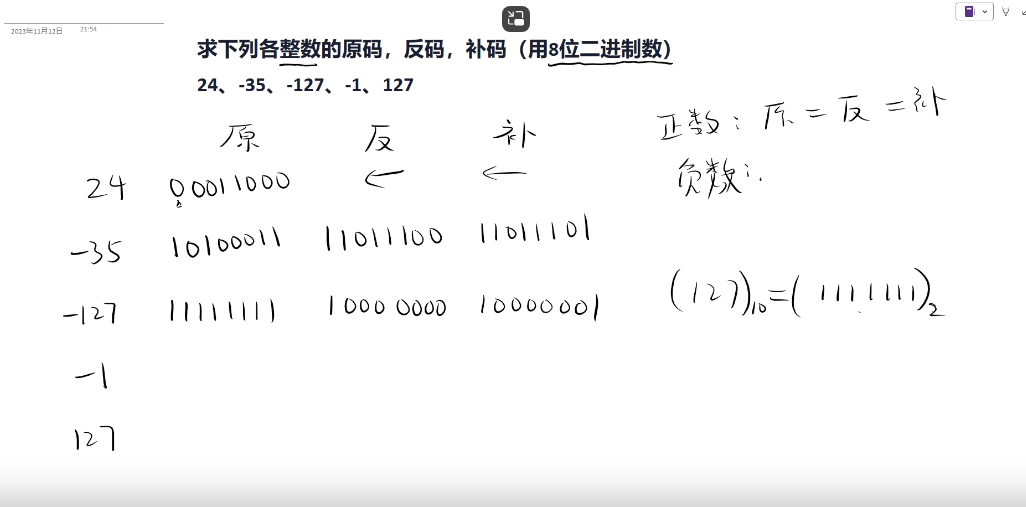 2023年11月12日 21:54
求下列各整数的原码，反码，补码（用8位二进制数）
24、-35、-127、-1、127
原 反 补
正数：原=反=补
24 00011000 ← ←
负数：
-35 10100011 11011100 11011101
-127 11111111 10000000 10000001
(127)10=(1111111)2
-1
127